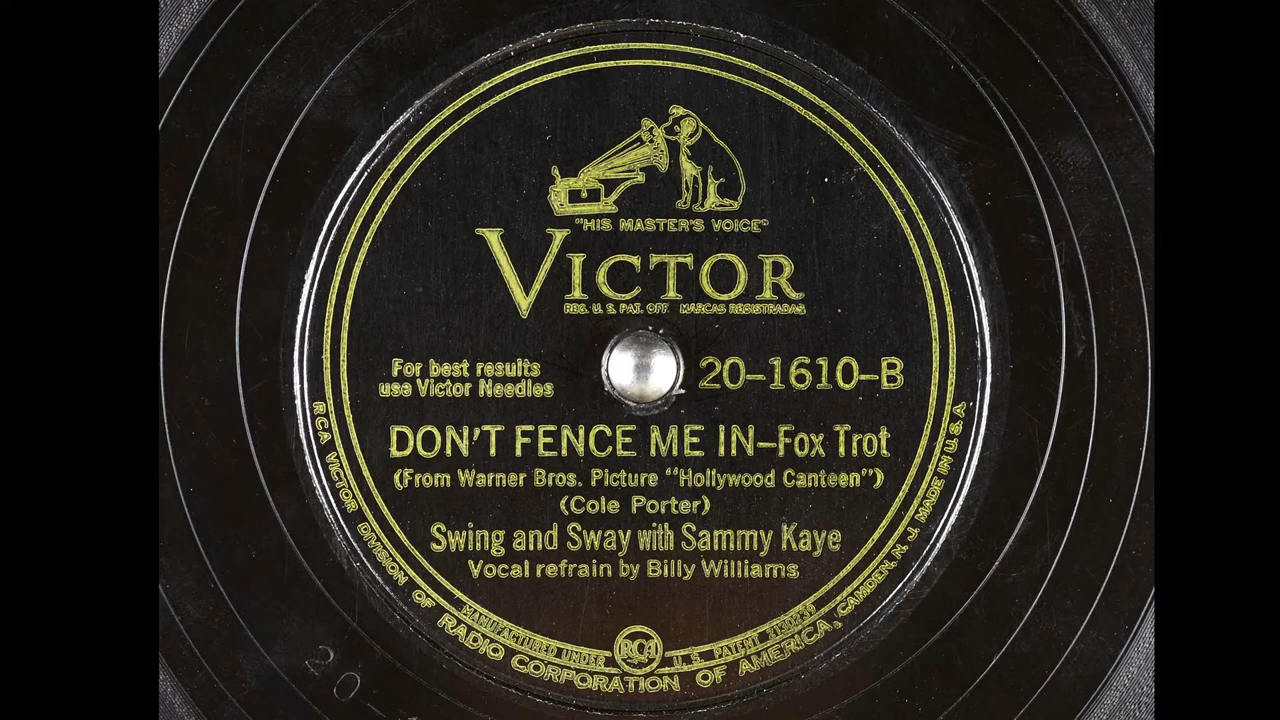 "HIS MASTER'S VOICE"
VICTOR
REG. U. S. PAT. OFF. MARCAS REGISTRADAS
For best results
use Victor Needles
20-1610-B
DON'T FENCE ME IN-Fox Trot
(From Warner Bros. Picture "Hollywood Canteen")
(Cole Porter)
Swing and Sway with Sammy Kaye
Vocal refrain by Billy Williams
MANUFACTURED UNDER RCA U. S. PATENT 2130239
RCA VICTOR DIVISION OF RADIO CORPORATION OF AMERICA, CAMDEN, N. J. MADE IN U.S.A.
20